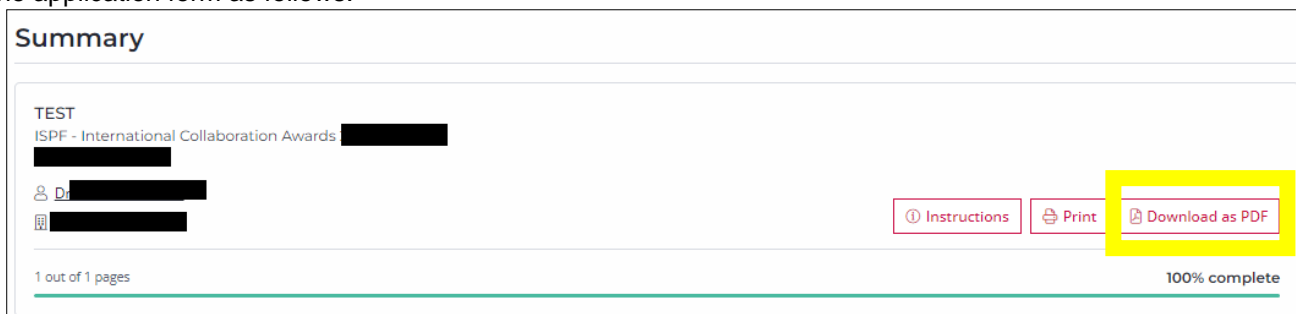 Summary
TEST
ISPF - International Collaboration Awards
Dr
Instructions Print Download as PDF
1 out of 1 pages
100% complete